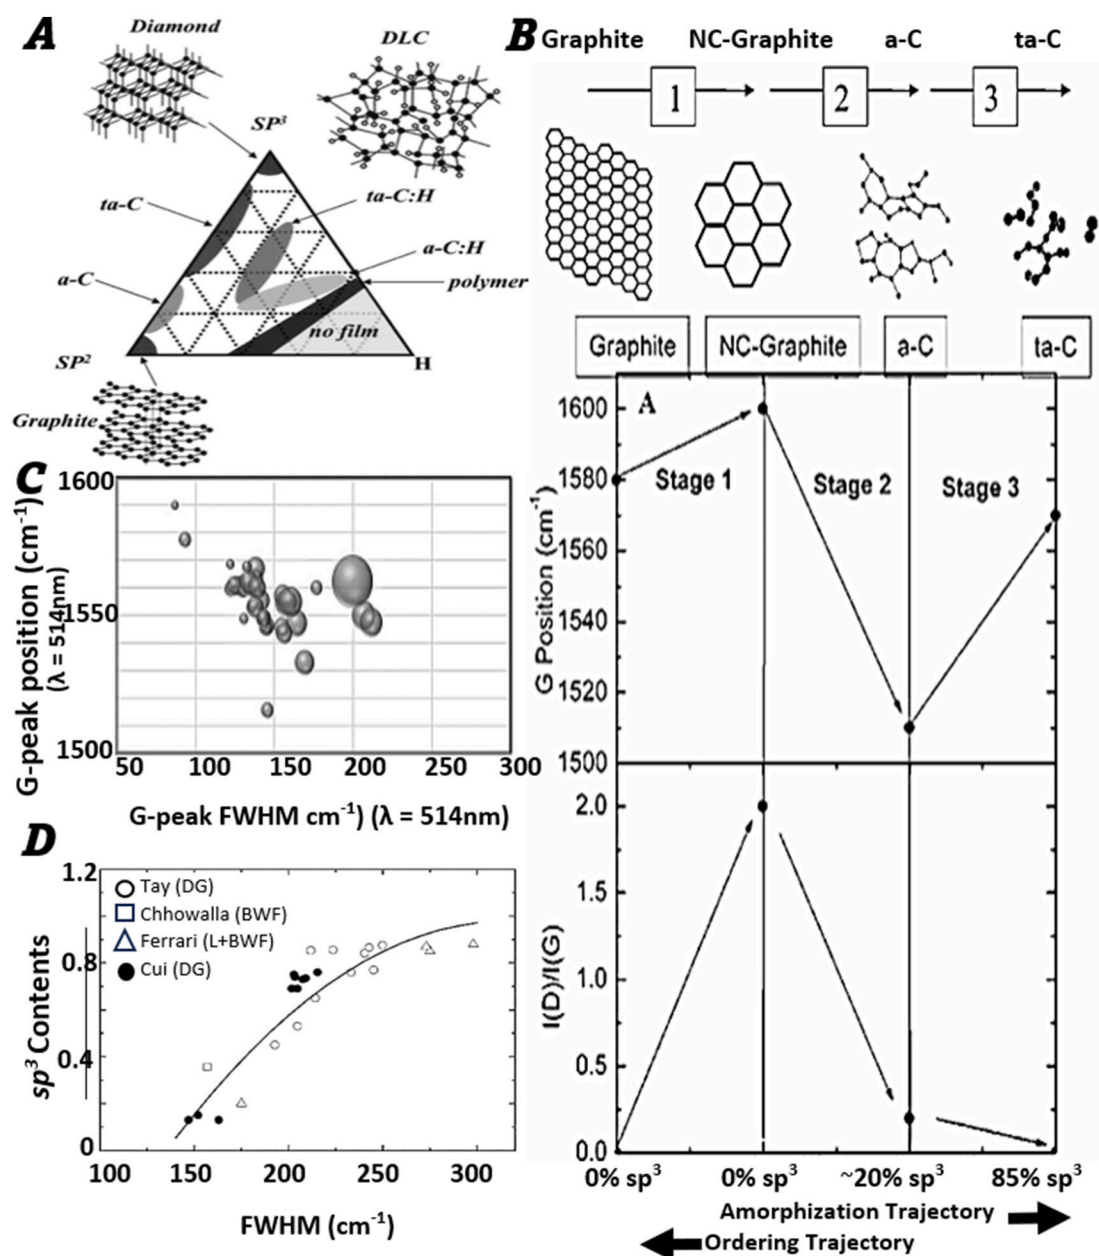 A
Diamond
DLC
SP³
ta-C
ta-C:H
a-C:H
a-C
polymer
no film
SP²
H
Graphite
B
Graphite NC-Graphite a-C ta-C
1 2 3
Graphite NC-Graphite a-C ta-C
A
1600
1580
1560
1540
1520
1500
G Position (cm⁻¹)
Stage 1 Stage 2 Stage 3
2.0
1.5
1.0
0.5
0.0
I(D)/I(G)
0% sp³ 0% sp³ ~20% sp³ 85% sp³
Amorphization Trajectory
Ordering Trajectory
C
1600
1550
1500
G-peak position (cm⁻¹)
(λ = 514nm)
50 100 150 200 250 300
G-peak FWHM cm⁻¹) (λ = 514nm)
D
1.2
0.8
0.4
0
sp³ Contents
Tay (DG)
Chhowalla (BWF)
Ferrari (L+BWF)
Cui (DG)
100 150 200 250 300
FWHM (cm⁻¹)